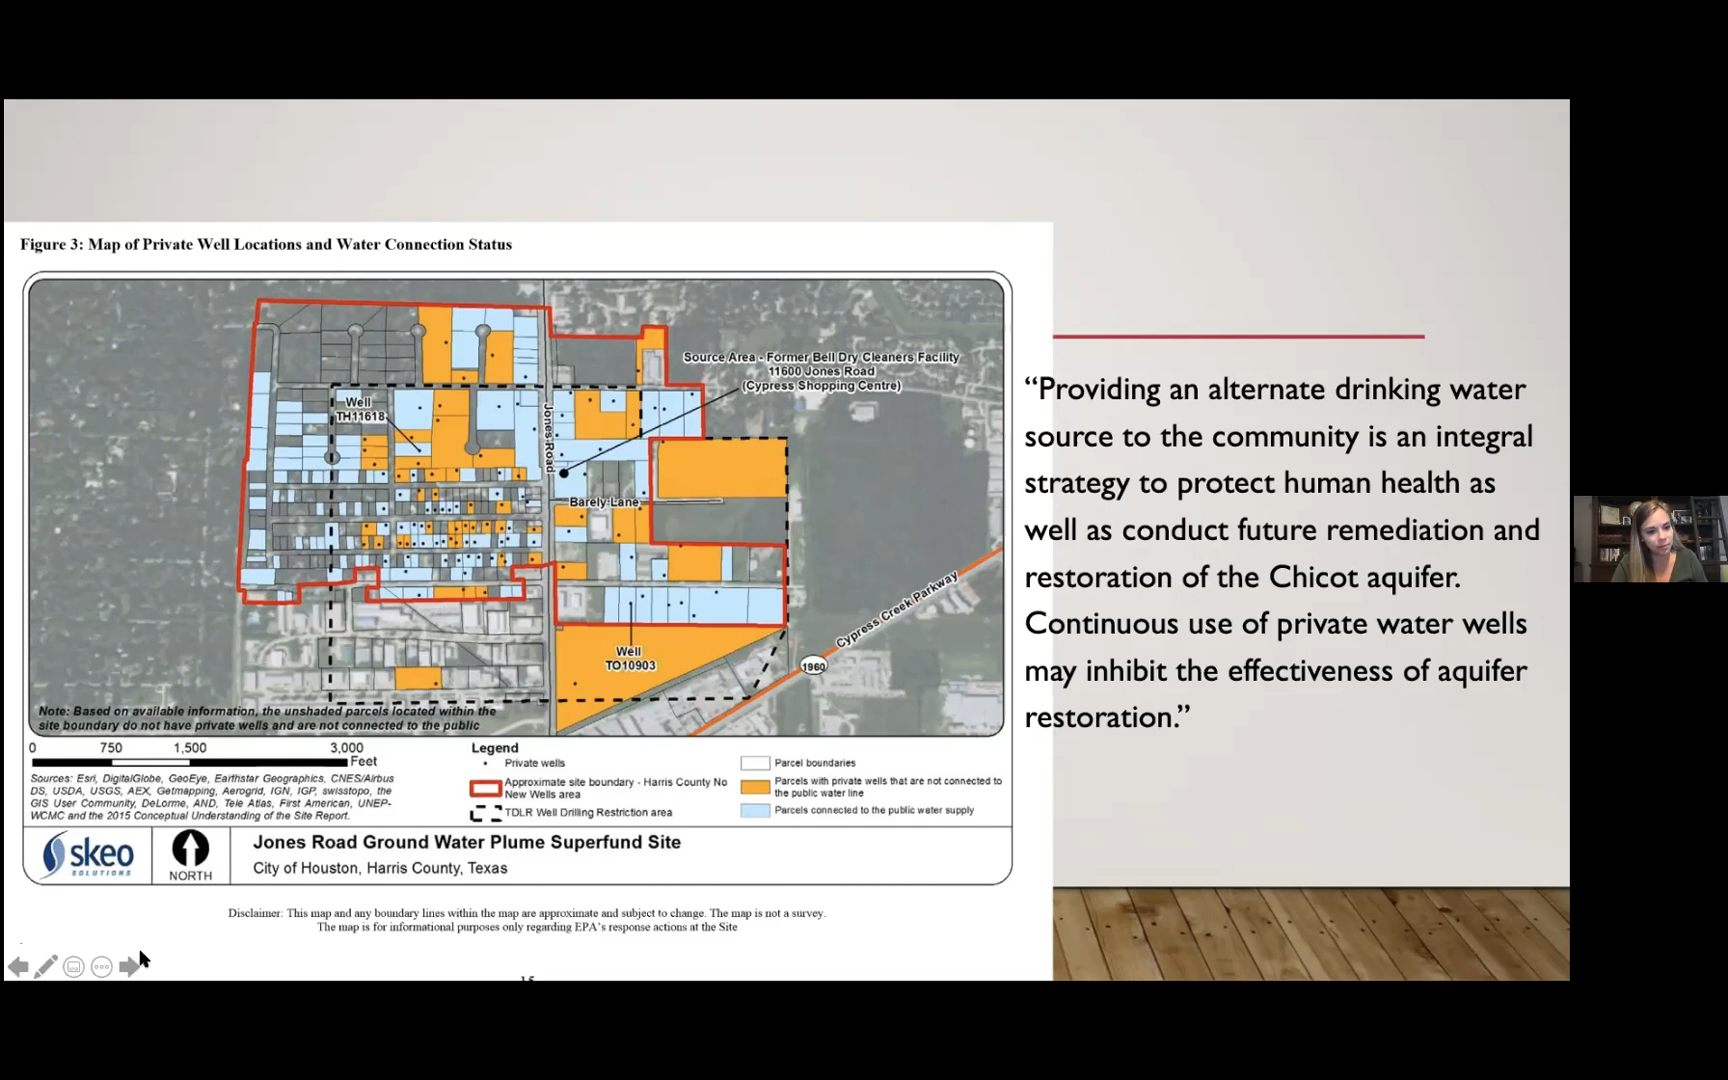 Figure 3: Map of Private Well Locations and Water Connection Status
Source Area - Former Bell Dry Cleaners Facility
11600 Jones Road
(Cypress Shopping Centre)
Well
TH11618
Jones Road
Barely Lane
Cypress Creek Parkway
1960
Well
TO10903
Note: Based on available information, the unshaded parcels located within the
site boundary do not have private wells and are not connected to the public
0 750 1,500 3,000
Feet
Sources: Esri, DigitalGlobe, GeoEye, Earthstar Geographics, CNES/Airbus
DS, USDA, USGS, AEX, Getmapping, Aerogrid, IGN, IGP, swisstopo, the
GIS User Community, DeLorme, AND, Tele Atlas, First American, UNEP-
WCMC and the 2015 Conceptual Understanding of the Site Report.
Legend
Private wells
Approximate site boundary - Harris County No
New Wells area
TDLR Well Drilling Restriction area
Parcel boundaries
Parcels with private wells that are not connected to
the public water line
Parcels connected to the public water supply
skeo
SOLUTIONS
NORTH
Jones Road Ground Water Plume Superfund Site
City of Houston, Harris County, Texas
Disclaimer: This map and any boundary lines within the map are approximate and subject to change. The map is not a survey.
The map is for informational purposes only regarding EPA's response actions at the Site
15
“Providing an alternate drinking water
source to the community is an integral
strategy to protect human health as
well as conduct future remediation and
restoration of the Chicot aquifer.
Continuous use of private water wells
may inhibit the effectiveness of aquifer
restoration.”